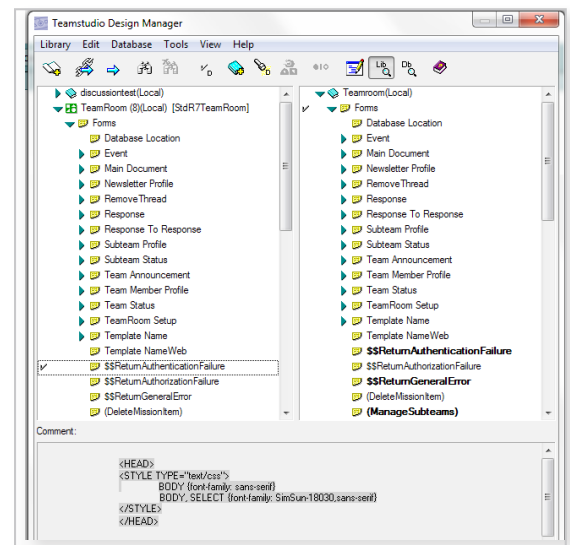 Teamstudio Design Manager
Library Edit Database Tools View Help
Lib
Db
discussiontest(Local)
TeamRoom (8)(Local) [StdR7TeamRoom]
Forms
Database Location
Event
Main Document
Newsletter Profile
RemoveThread
Response
Response To Response
Subteam Profile
Subteam Status
Team Announcement
Team Member Profile
Team Status
TeamRoom Setup
Template Name
Template NameWeb
$$ReturnAuthenticationFailure
$$ReturnAuthorizationFailure
$$ReturnGeneralError
(DeleteMissionItem)
Teamroom(Local)
Forms
Database Location
Event
Main Document
Newsletter Profile
RemoveThread
Response
Response To Response
Subteam Profile
Subteam Status
Team Announcement
Team Member Profile
Team Status
TeamRoom Setup
Template Name
Template NameWeb
$$ReturnAuthenticationFailure
$$ReturnAuthorizationFailure
$$ReturnGeneralError
(DeleteMissionItem)
(ManageSubteams)
Comment:
<HEAD>
<STYLE TYPE="text/css">
BODY {font-family: sans-serif}
BODY, SELECT {font-family: SimSun-18030,sans-serif}
</STYLE>
</HEAD>